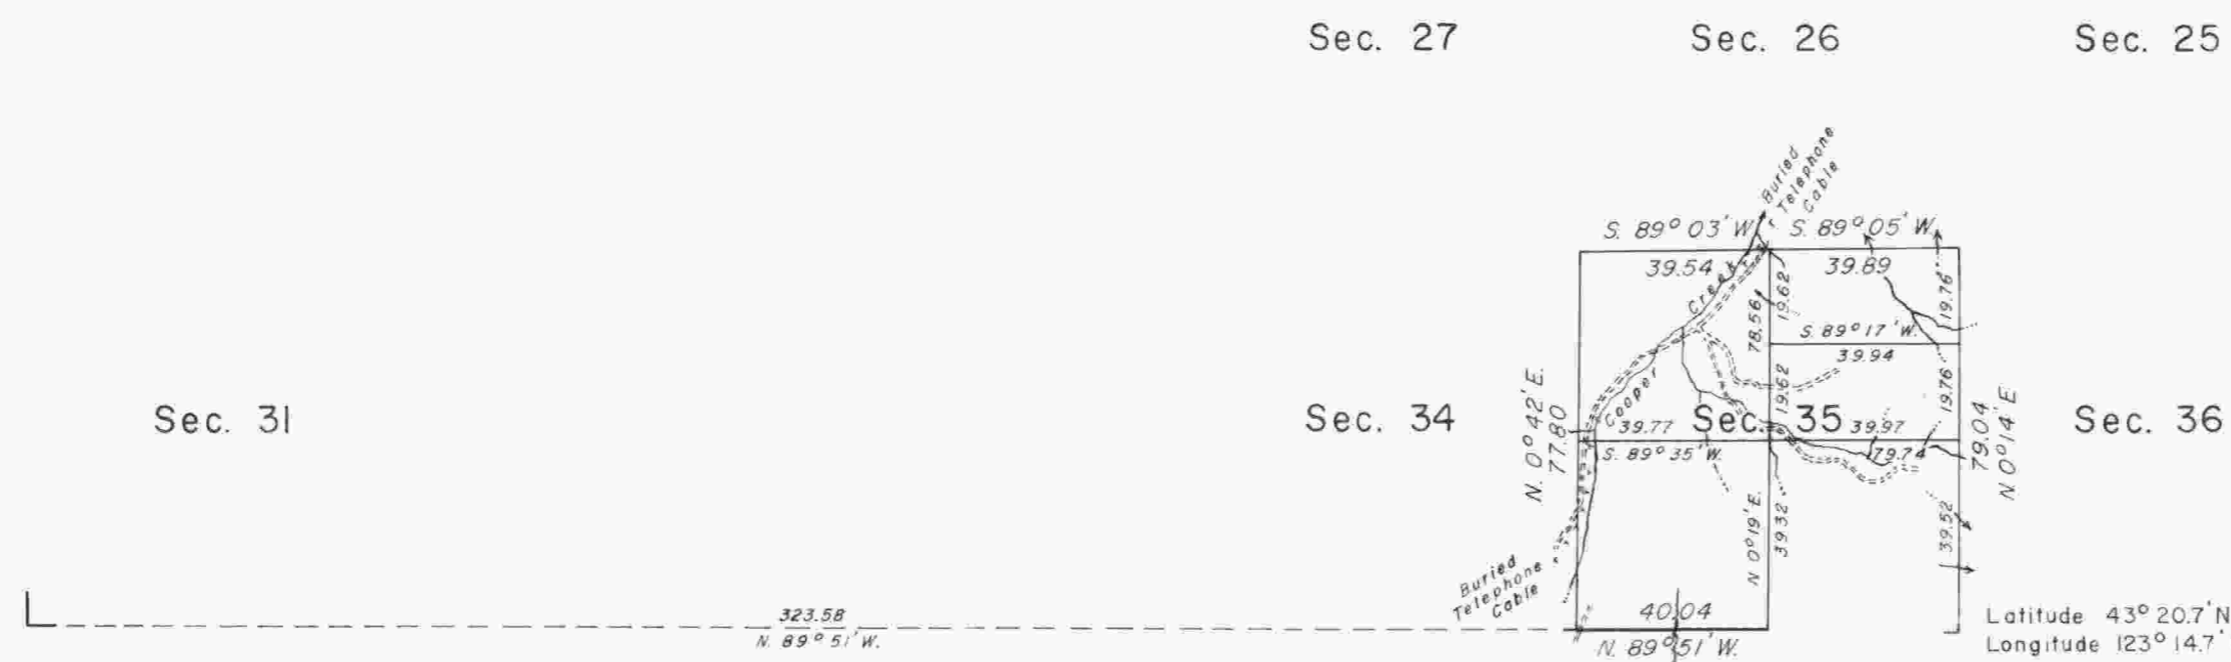 Sec. 27 Sec. 26 Sec. 25
Buried
Telephone
Cable
S. 89° 03' W. S. 89° 05' W.
39.54 39.89
Creek
78.56
19.62
19.76
S. 89° 17' W.
39.94
19.62
19.76
Cooper
N. 0° 42' E.
77.80
Sec. 31 Sec. 34 Sec. 35 Sec. 36
39.77 39.97
S. 89° 35' W. 79.74
79.04
N. 0° 14' E.
N 0° 19' E.
39.32
39.52
Buried
Telephone
Cable
323.58
N. 89° 51' W.
40.04
N. 89° 51' W.
Latitude 43° 20.7' N
Longitude 123° 14.7'